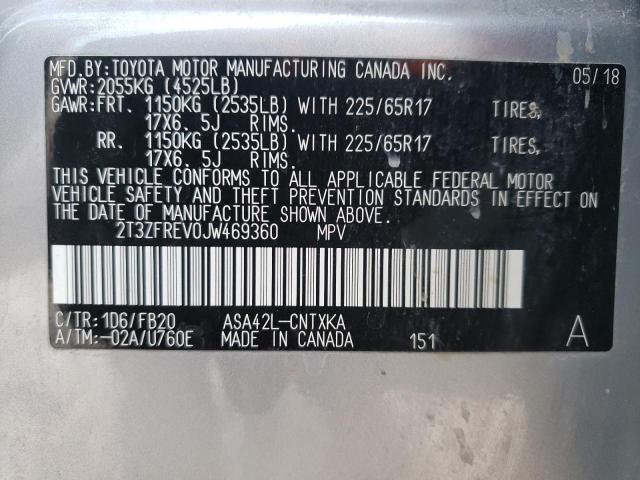 MFD.BY:TOYOTA MOTOR MANUFACTURING CANADA INC. 05/18
GVWR:2055KG (4525LB)
GAWR:FRT. 1150KG (2535LB) WITH 225/65R17 TIRES,
17X6. 5J RIMS.
RR. 1150KG (2535LB) WITH 225/65R17 TIRES,
17X6. 5J RIMS.
THIS VEHICLE CONFORMS TO ALL APPLICABLE FEDERAL MOTOR
VEHICLE SAFETY AND THEFT PREVENTION STANDARDS IN EFFECT ON
THE DATE OF MANUFACTURE SHOWN ABOVE.
2T3ZFREV0JW469360 MPV
C/TR:1D6/FB20 ASA42L-CNTXKA
A/TM:-02A/U760E MADE IN CANADA 151 A